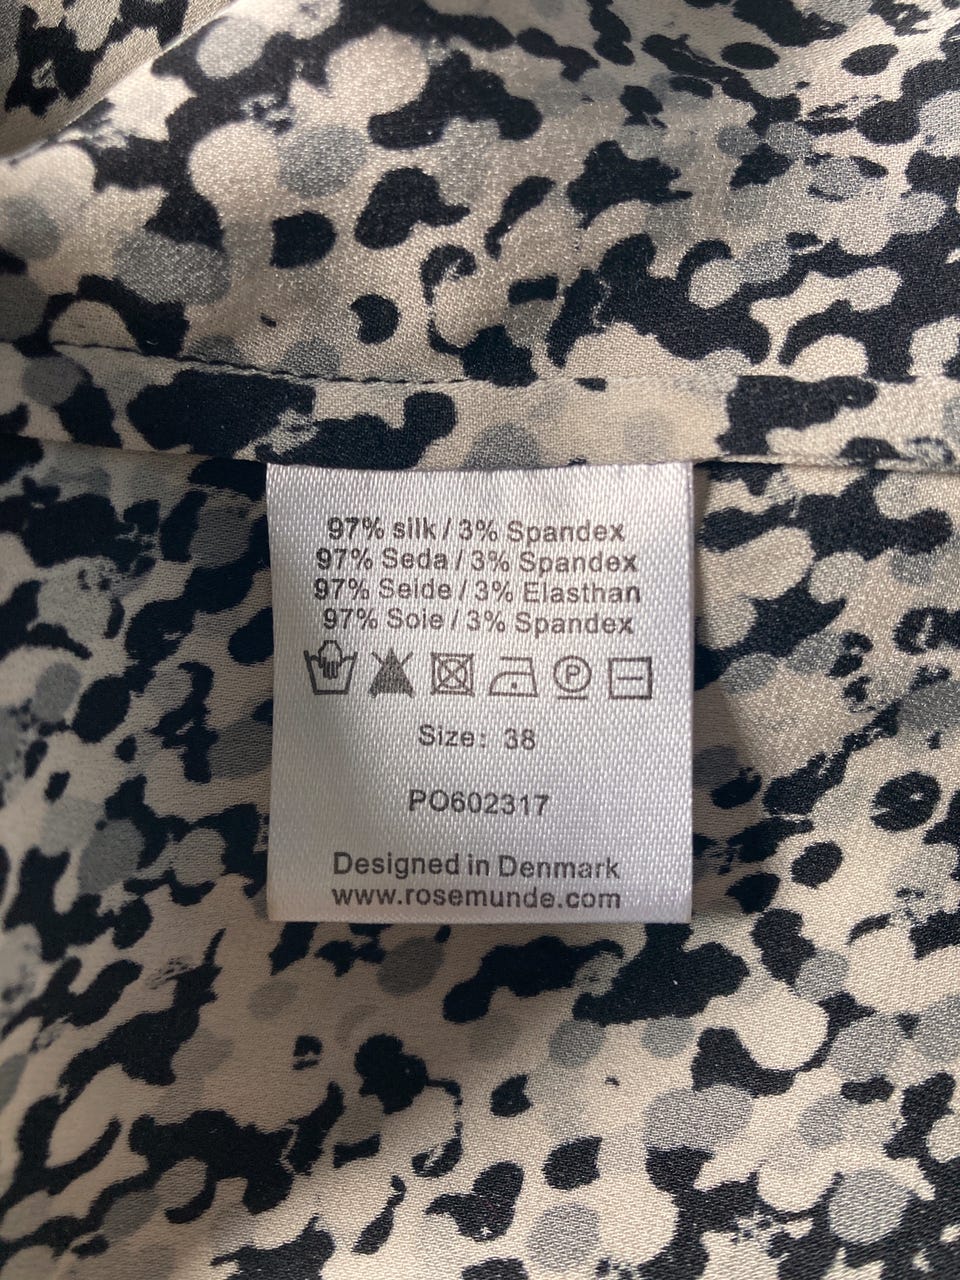 97% silk / 3% Spandex
97% Seda / 3% Spandex
97% Seide / 3% Elasthan
97% Soie / 3% Spandex
P
Size: 38
PO602317
Designed in Denmark
www.rosemunde.com